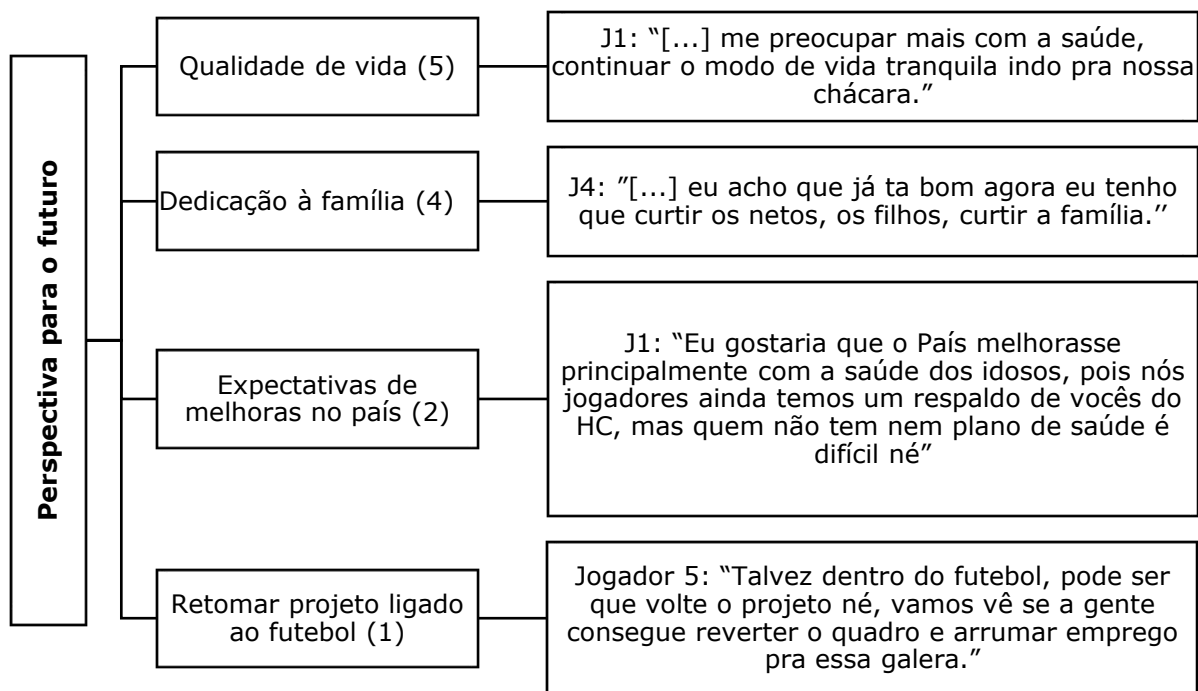 Perspectiva para o futuro
Qualidade de vida (5)
J1: “[...] me preocupar mais com a saúde,
continuar o modo de vida tranquila indo pra nossa
chácara.”
Dedicação à família (4)
J4: ”[...] eu acho que já ta bom agora eu tenho
que curtir os netos, os filhos, curtir a família.’’
Expectativas de
melhoras no país (2)
J1: “Eu gostaria que o País melhorasse
principalmente com a saúde dos idosos, pois nós
jogadores ainda temos um respaldo de vocês do
HC, mas quem não tem nem plano de saúde é
difícil né”
Retomar projeto ligado
ao futebol (1)
Jogador 5: “Talvez dentro do futebol, pode ser
que volte o projeto né, vamos vê se a gente
consegue reverter o quadro e arrumar emprego
pra essa galera.”